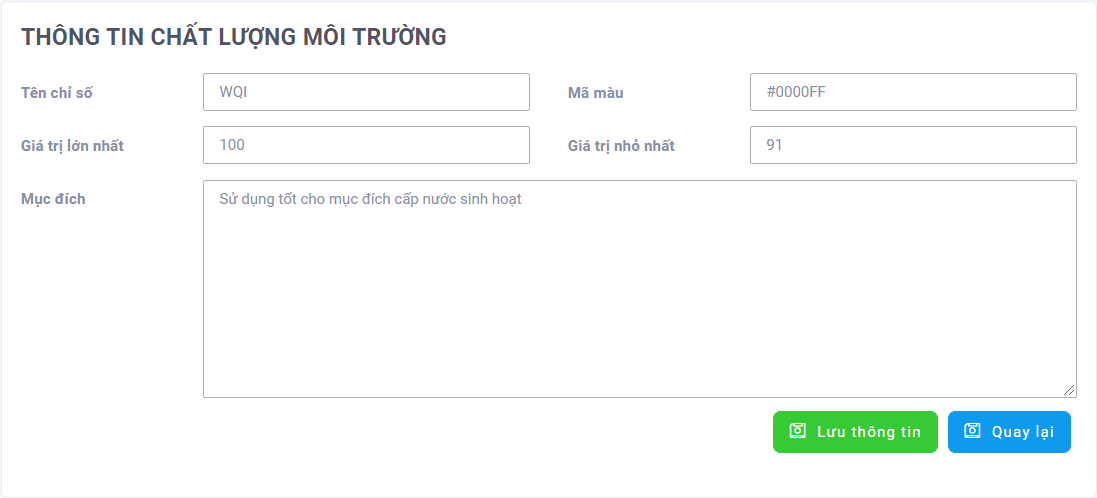 THÔNG TIN CHẤT LƯỢNG MÔI TRƯỜNG
Tên chỉ số WQI Mã màu #0000FF
Giá trị lớn nhất 100 Giá trị nhỏ nhất 91
Mục đích Sử dụng tốt cho mục đích cấp nước sinh hoạt
Lưu thông tin Quay lại